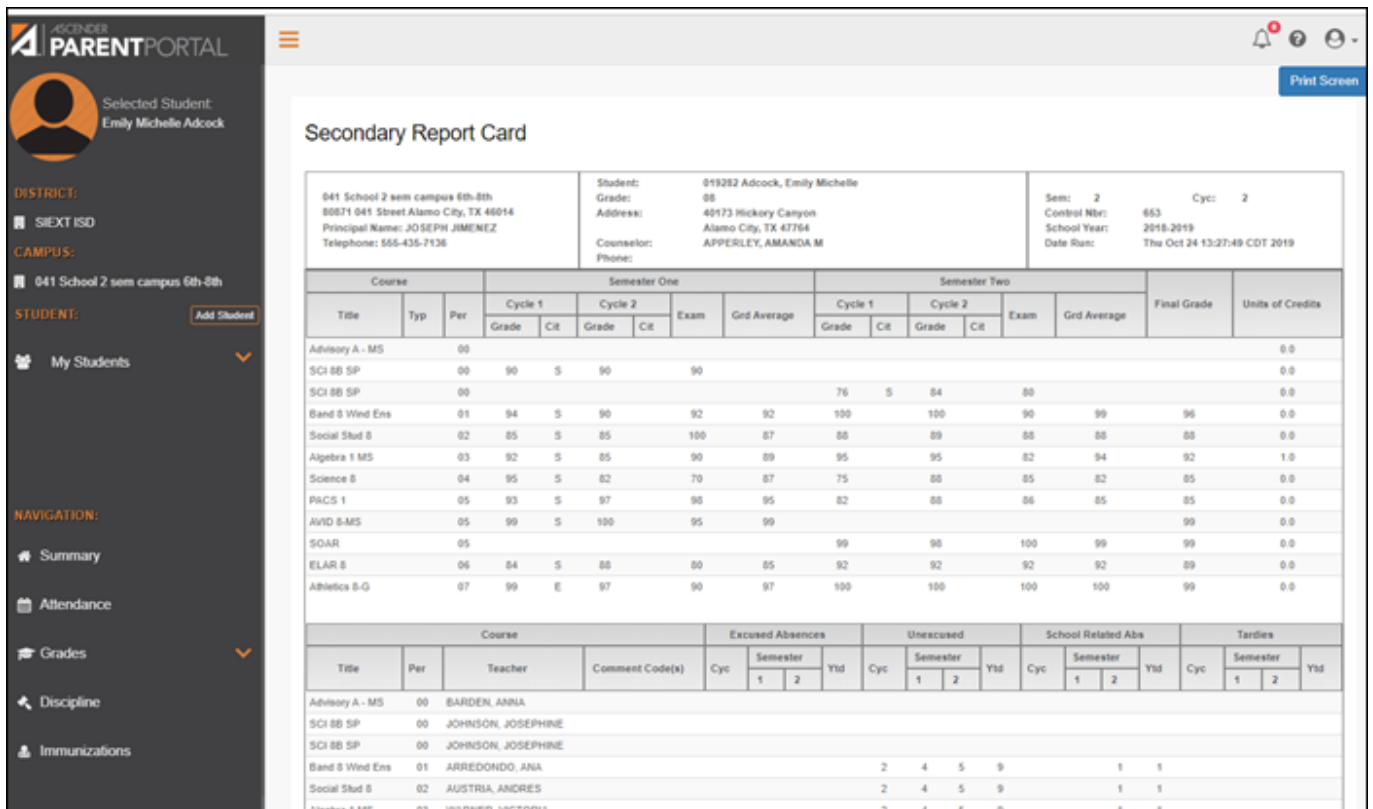 ASCENDER
PARENTPORTAL
Selected Student:
Emily Michelle Adcock
DISTRICT:
SIEXT ISD
CAMPUS:
041 School 2 sem campus 6th-8th
STUDENT: Add Student
My Students
NAVIGATION:
Summary
Attendance
Grades
Discipline
Immunizations
0
Print Screen
Secondary Report Card
041 School 2 sem campus 6th-8th
80871 041 Street Alamo City, TX 46014
Principal Name: JOSEPH JIMENEZ
Telephone: 555-435-7136
Student: 019282 Adcock, Emily Michelle
Grade: 08
Address: 40173 Hickory Canyon
Alamo City, TX 47764
Counselor: APPERLEY, AMANDA M
Phone:
Sem: 2 Cyc: 2
Control Nbr: 653
School Year: 2018-2019
Date Run: Thu Oct 24 13:27:49 CDT 2019
Course Semester One Semester Two Final Grade Units of Credits
Title Typ Per Cycle 1 Cycle 2 Exam Grd Average Cycle 1 Cycle 2 Exam Grd Average
Grade Cit Grade Cit Grade Cit Grade Cit
Advisory A - MS 00 0.0
SCI 8B SP 00 90 S 90 90 0.0
SCI 8B SP 00 76 S 84 80 0.0
Band 8 Wind Ens 01 94 S 90 92 92 100 100 90 99 96 0.0
Social Stud 8 02 85 S 85 100 87 88 89 88 88 88 0.0
Algebra 1 MS 03 92 S 85 90 89 95 95 82 94 92 1.0
Science 8 04 95 S 82 70 87 75 88 85 82 85 0.0
PACS 1 05 93 S 97 98 95 82 88 86 85 85 0.0
AVID 8-MS 05 99 S 100 95 99 99 0.0
SOAR 05 99 98 100 99 99 0.0
ELAR 8 06 84 S 88 80 85 92 92 92 92 89 0.0
Athletics 8-G 07 99 E 97 90 97 100 100 100 100 99 0.0
Course Excused Absences Unexcused School Related Abs Tardies
Title Per Teacher Comment Code(s) Cyc Semester Ytd Cyc Semester Ytd Cyc Semester Ytd Cyc Semester Ytd
1 2 1 2 1 2 1 2
Advisory A - MS 00 BARDEN, ANNA
SCI 8B SP 00 JOHNSON, JOSEPHINE
SCI 8B SP 00 JOHNSON, JOSEPHINE
Band 8 Wind Ens 01 ARREDONDO, ANA 2 4 5 9 1 1
Social Stud 8 02 AUSTRIA, ANDRES 2 4 5 9 1 1